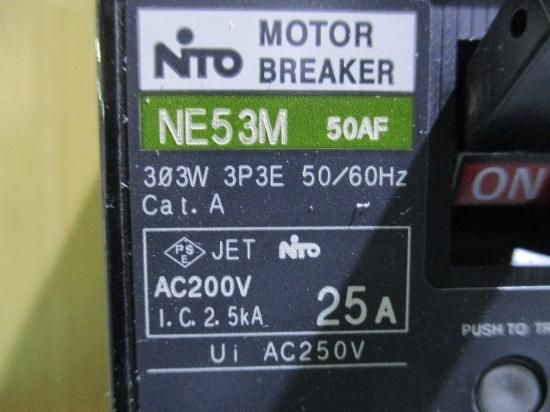 NITO MOTOR BREAKER
NE53M 50AF
3Ø3W 3P3E 50/60Hz
Cat. A
PS E JET NITO
AC200V
I.C. 2.5kA 25A
Ui AC250V
ON
PUSH TO TR